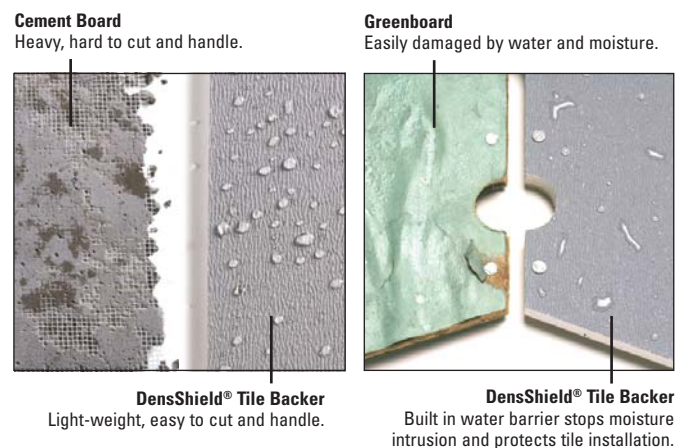 Cement Board
Heavy, hard to cut and handle.
Greenboard
Easily damaged by water and moisture.
DensShield® Tile Backer
Light-weight, easy to cut and handle.
DensShield® Tile Backer
Built in water barrier stops moisture
intrusion and protects tile installation.